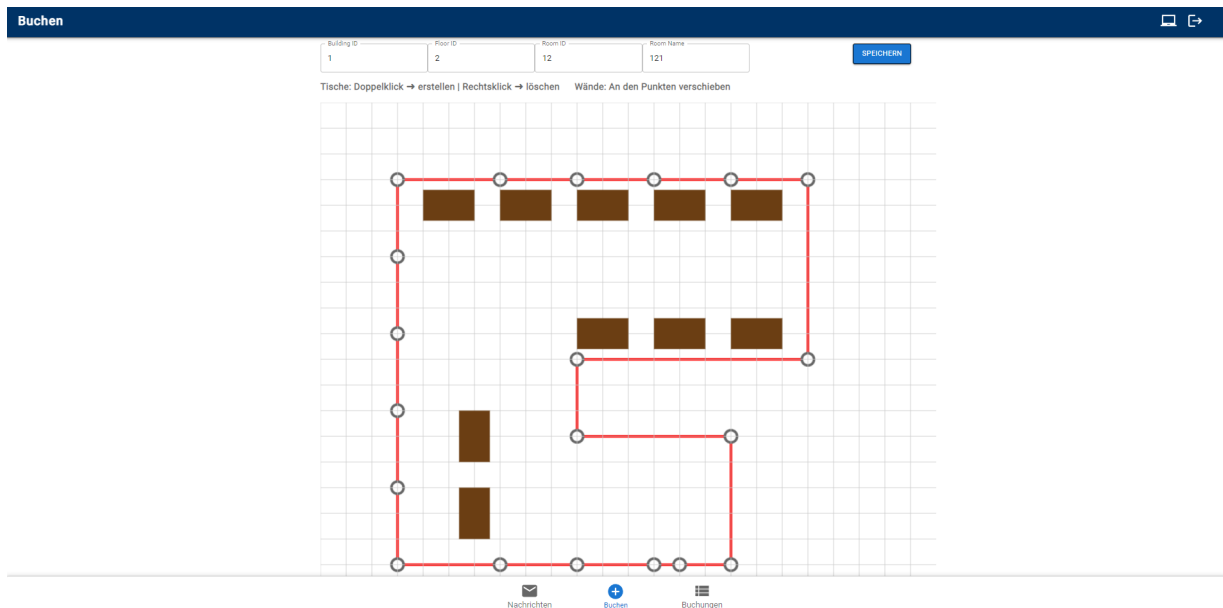 Buchen
Building ID Floor ID Room ID Room Name
1 2 12 121
SPEICHERN
Tische: Doppelklick ➔ erstellen | Rechtsklick ➔ löschen Wände: An den Punkten verschieben
Nachrichten Buchen Buchungen